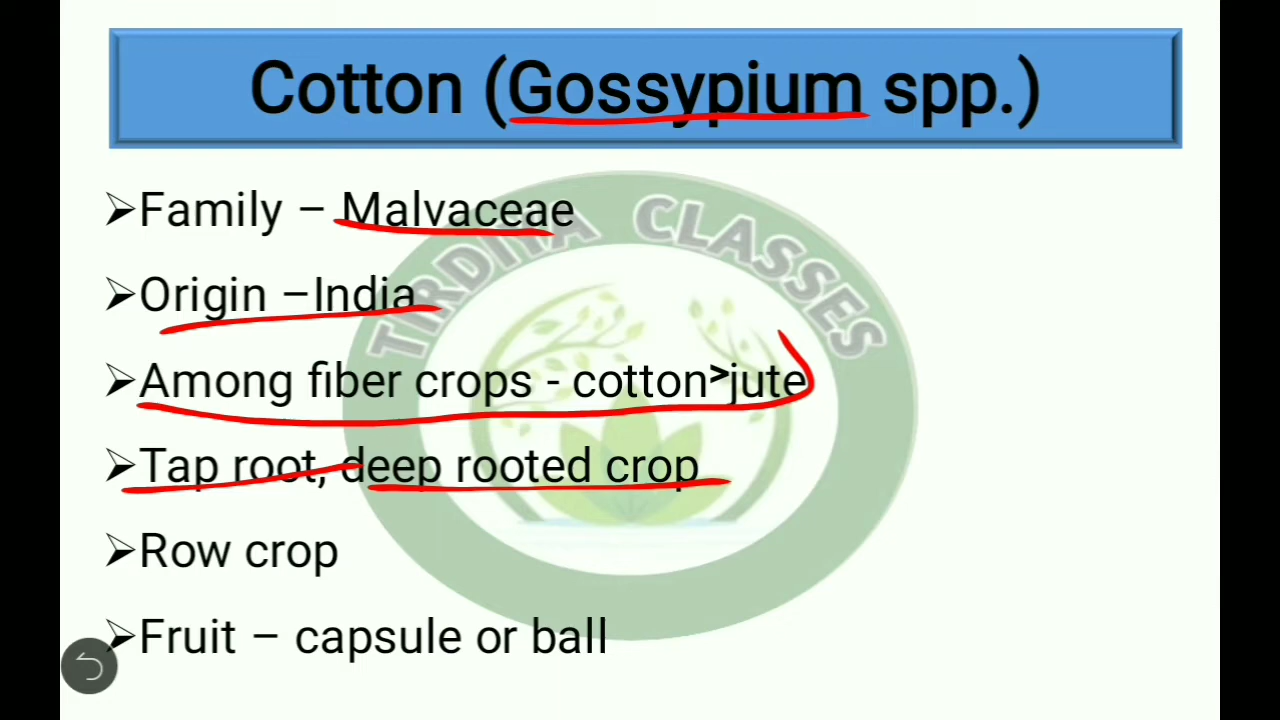 Cotton (Gossypium spp.)
➢Family – Malvaceae
➢Origin –India
➢Among fiber crops - cotton>jute
➢Tap root, deep rooted crop
➢Row crop
➢Fruit – capsule or ball
TIRDIYA CLASSES